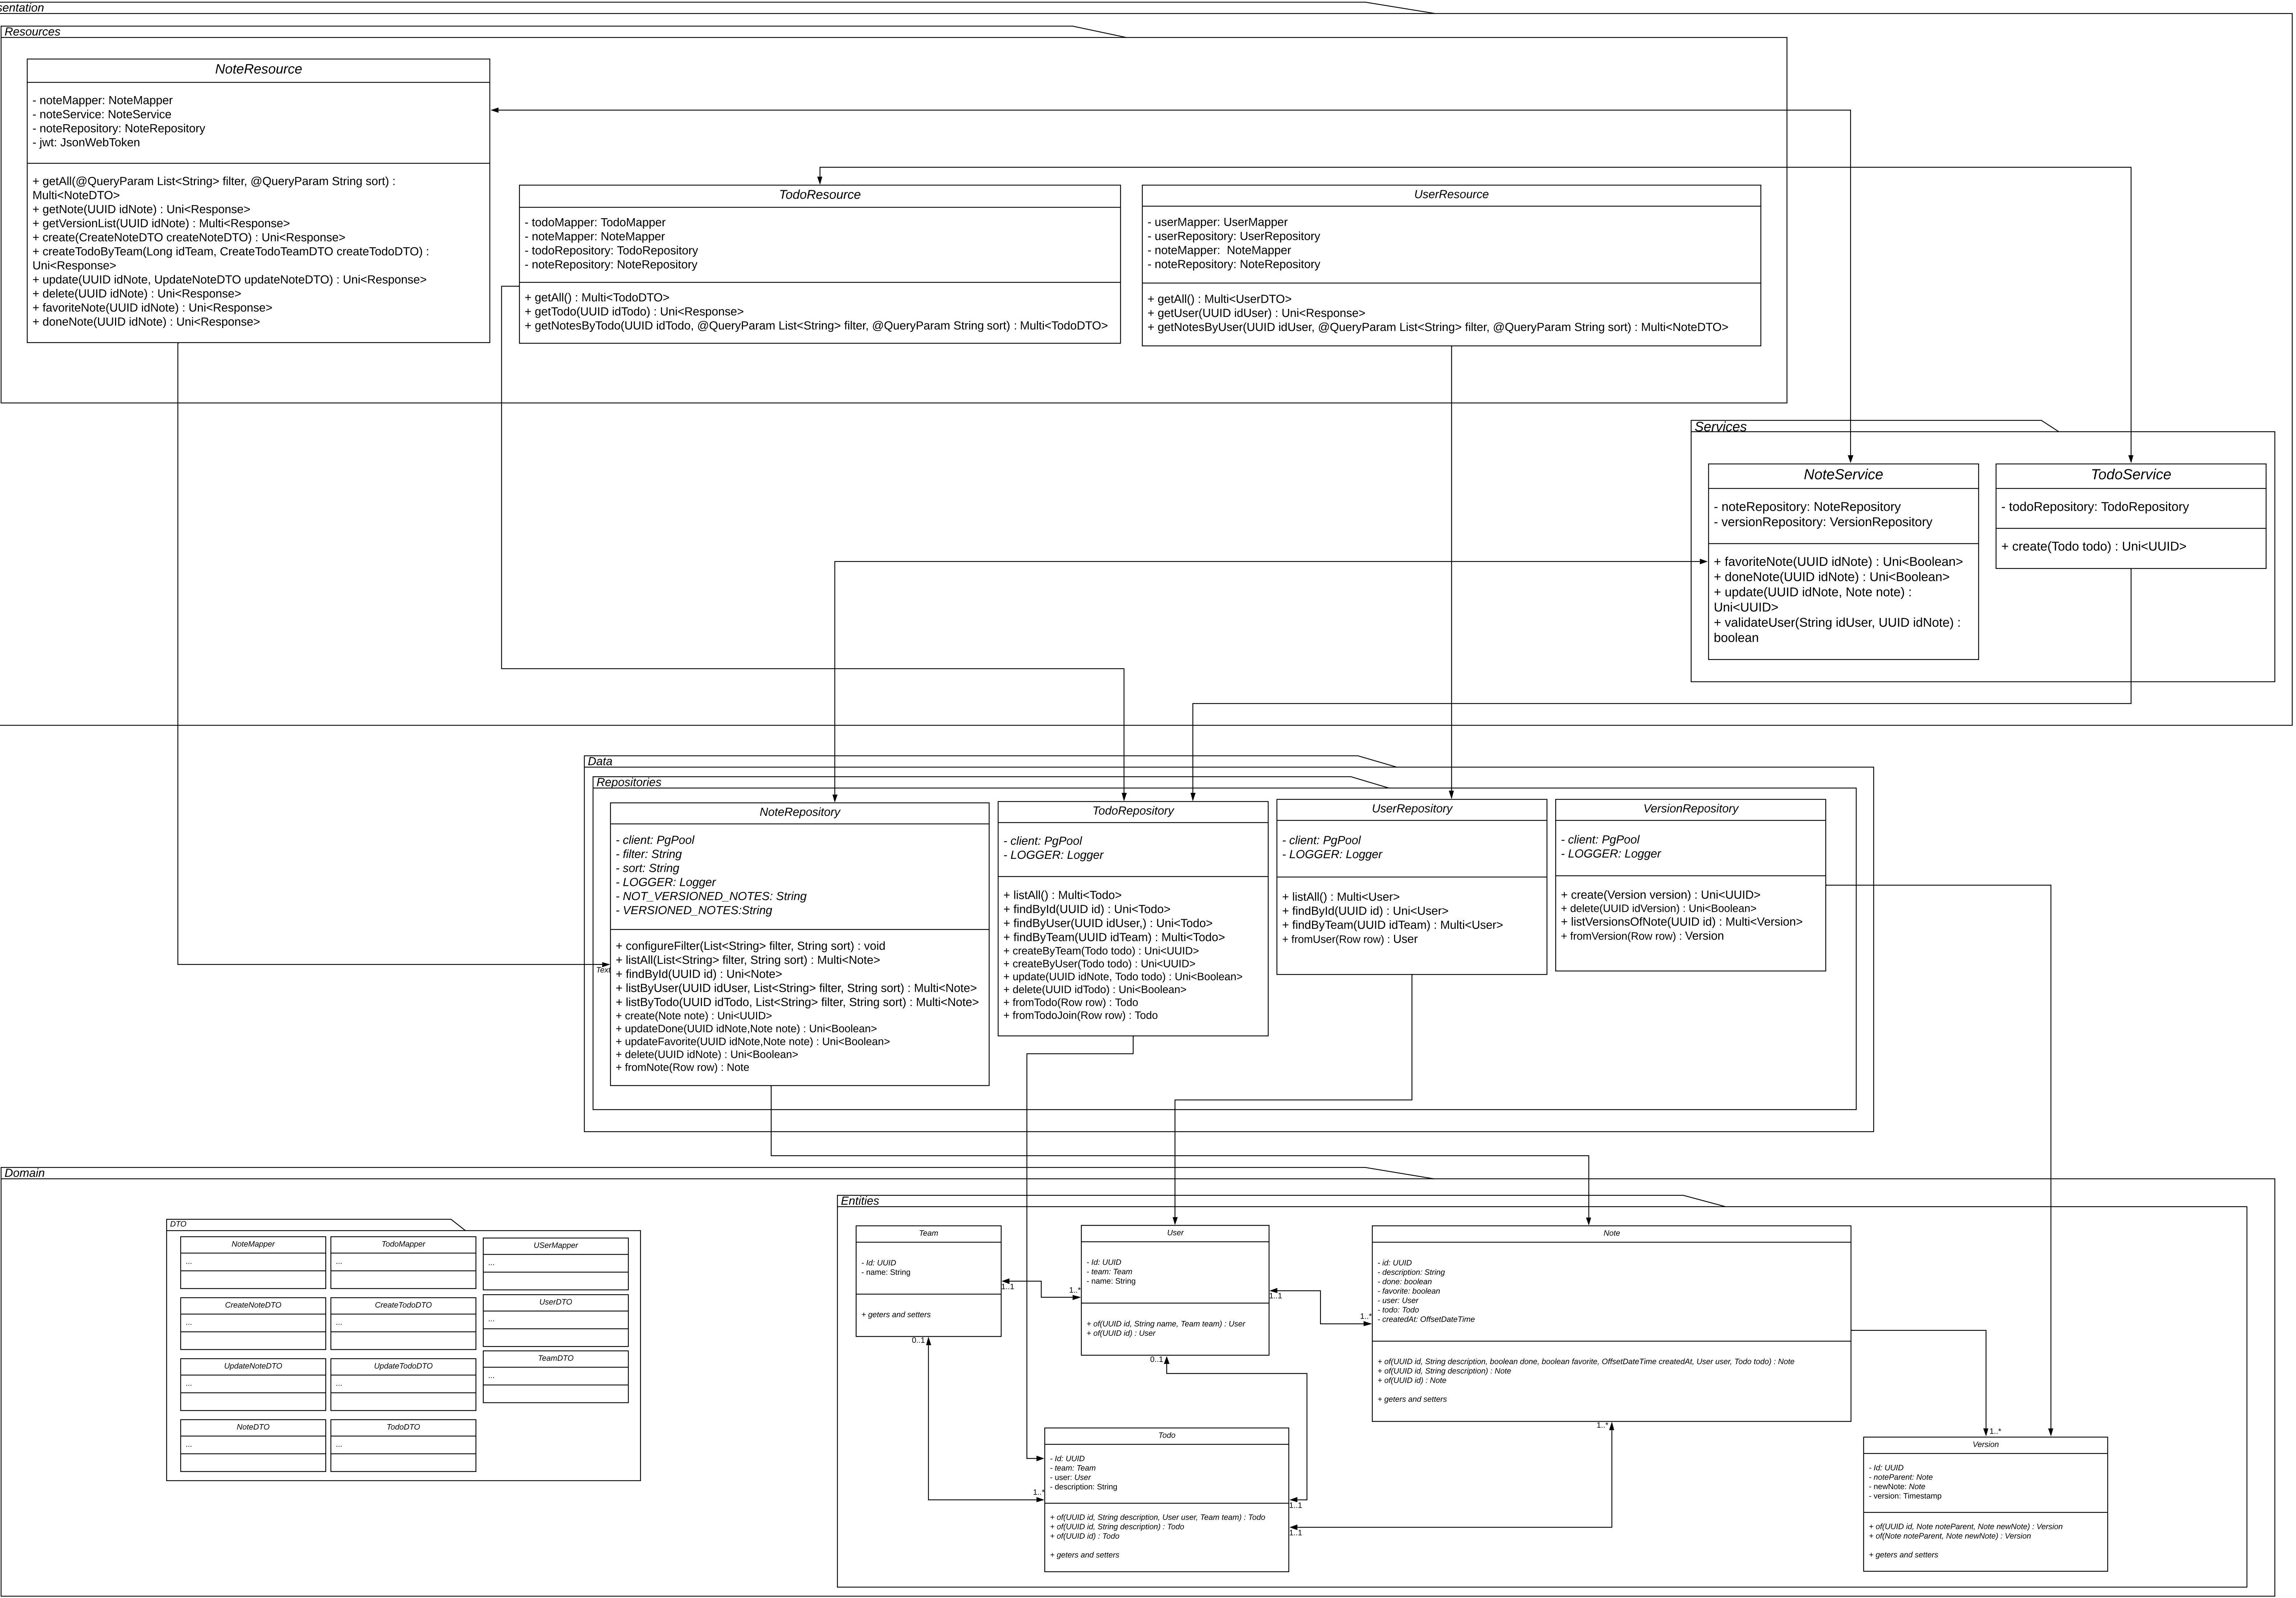 sentation
Resources
NoteResource
- noteMapper: NoteMapper
- noteService: NoteService
- noteRepository: NoteRepository
- jwt: JsonWebToken
+ getAll(@QueryParam List<String> filter, @QueryParam String sort) :
Multi<NoteDTO>
+ getNote(UUID idNote) : Uni<Response>
+ getVersionList(UUID idNote) : Multi<Response>
+ create(CreateNoteDTO createNoteDTO) : Uni<Response>
+ createTodoByTeam(Long idTeam, CreateTodoTeamDTO createTodoDTO) :
Uni<Response>
+ update(UUID idNote, UpdateNoteDTO updateNoteDTO) : Uni<Response>
+ delete(UUID idNote) : Uni<Response>
+ favoriteNote(UUID idNote) : Uni<Response>
+ doneNote(UUID idNote) : Uni<Response>
TodoResource
- todoMapper: TodoMapper
- noteMapper: NoteMapper
- todoRepository: TodoRepository
- noteRepository: NoteRepository
+ getAll() : Multi<TodoDTO>
+ getTodo(UUID idTodo) : Uni<Response>
+ getNotesByTodo(UUID idTodo, @QueryParam List<String> filter, @QueryParam String sort) : Multi<TodoDTO>
UserResource
- userMapper: UserMapper
- userRepository: UserRepository
- noteMapper:  NoteMapper
- noteRepository: NoteRepository
+ getAll() : Multi<UserDTO>
+ getUser(UUID idUser) : Uni<Response>
+ getNotesByUser(UUID idUser, @QueryParam List<String> filter, @QueryParam String sort) : Multi<NoteDTO>
Services
NoteService
- noteRepository: NoteRepository
- versionRepository: VersionRepository
+ favoriteNote(UUID idNote) : Uni<Boolean>
+ doneNote(UUID idNote) : Uni<Boolean>
+ update(UUID idNote, Note note) :
Uni<UUID>
+ validateUser(String idUser, UUID idNote) :
boolean
TodoService
- todoRepository: TodoRepository
+ create(Todo todo) : Uni<UUID>
Data
Repositories
NoteRepository
- client: PgPool
- filter: String
- sort: String
- LOGGER: Logger
- NOT_VERSIONED_NOTES: String
- VERSIONED_NOTES:String
+ configureFilter(List<String> filter, String sort) : void
+ listAll(List<String> filter, String sort) : Multi<Note>
+ findById(UUID id) : Uni<Note>
+ listByUser(UUID idUser, List<String> filter, String sort) : Multi<Note>
+ listByTodo(UUID idTodo, List<String> filter, String sort) : Multi<Note>
+ create(Note note) : Uni<UUID>
+ updateDone(UUID idNote,Note note) : Uni<Boolean>
+ updateFavorite(UUID idNote,Note note) : Uni<Boolean>
+ delete(UUID idNote) : Uni<Boolean>
+ fromNote(Row row) : Note
Text
TodoRepository
- client: PgPool
- LOGGER: Logger
+ listAll() : Multi<Todo>
+ findById(UUID id) : Uni<Todo>
+ findByUser(UUID idUser,) : Uni<Todo>
+ findByTeam(UUID idTeam) : Multi<Todo>
+ createByTeam(Todo todo) : Uni<UUID>
+ createByUser(Todo todo) : Uni<UUID>
+ update(UUID idNote, Todo todo) : Uni<Boolean>
+ delete(UUID idTodo) : Uni<Boolean>
+ fromTodo(Row row) : Todo
+ fromTodoJoin(Row row) : Todo
UserRepository
- client: PgPool
- LOGGER: Logger
+ listAll() : Multi<User>
+ findById(UUID id) : Uni<User>
+ findByTeam(UUID idTeam) : Multi<User>
+ fromUser(Row row) : User
VersionRepository
- client: PgPool
- LOGGER: Logger
+ create(Version version) : Uni<UUID>
+ delete(UUID idVersion) : Uni<Boolean>
+ listVersionsOfNote(UUID id) : Multi<Version>
+ fromVersion(Row row) : Version
Domain
DTO
NoteMapper
...
TodoMapper
...
USerMapper
...
CreateNoteDTO
...
CreateTodoDTO
...
UserDTO
...
UpdateNoteDTO
...
UpdateTodoDTO
...
TeamDTO
...
NoteDTO
...
TodoDTO
...
Entities
Team
- Id: UUID
- name: String
+ geters and setters
1..1
1..*
0..1
User
- Id: UUID
- team: Team
- name: String
+ of(UUID id, String name, Team team) : User
+ of(UUID id) : User
1..1
1..*
0..1
Note
- id: UUID
- description: String
- done: boolean
- favorite: boolean
- user: User
- todo: Todo
- createdAt: OffsetDateTime
+ of(UUID id, String description, boolean done, boolean favorite, OffsetDateTime createdAt, User user, Todo todo) : Note
+ of(UUID id, String description) : Note
+ of(UUID id) : Note
+ geters and setters
1..*
1..*
Todo
- Id: UUID
- team: Team
- user: User
- description: String
+ of(UUID id, String description, User user, Team team) : Todo
+ of(UUID id, String description) : Todo
+ of(UUID id) : Todo
+ geters and setters
1..*
1..1
1..1
Version
- Id: UUID
- noteParent: Note
- newNote: Note
- version: Timestamp
+ of(UUID id, Note noteParent, Note newNote) : Version
+ of(Note noteParent, Note newNote) : Version
+ geters and setters